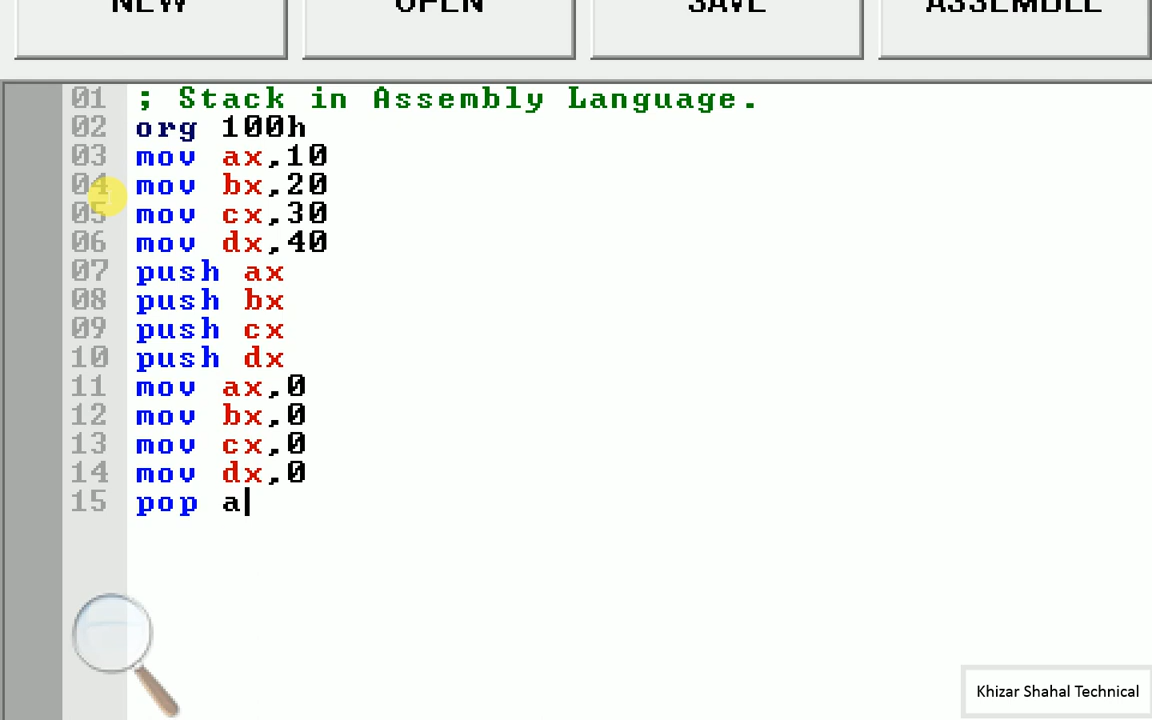 NEW OPEN SAVE ASSEMBLE
01 ; Stack in Assembly Language.
02 org 100h
03 mov ax,10
04 mov bx,20
05 mov cx,30
06 mov dx,40
07 push ax
08 push bx
09 push cx
10 push dx
11 mov ax,0
12 mov bx,0
13 mov cx,0
14 mov dx,0
15 pop a
Khizar Shahal Technical